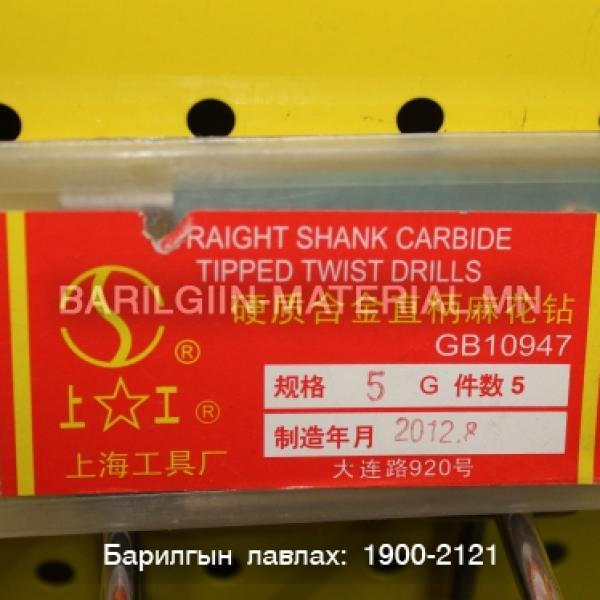 RAIGHT SHANK CARBIDE
TIPPED TWIST DRILLS
BARILGIIN-MATERIAL.MN
硬质合金直柄麻花钻
®
GB10947
上☆工®
规格 5 G 件数 5
制造年月 2012.8
上海工具厂
大连路920号
Барилгын лавлах: 1900-2121